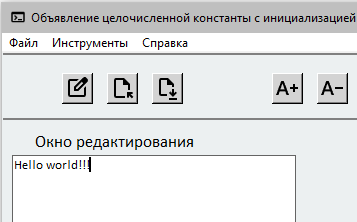 Объявление целочисленной константы с инициализацией
Файл Инструменты Справка
A+ A−
Окно редактирования
Hello world!!!